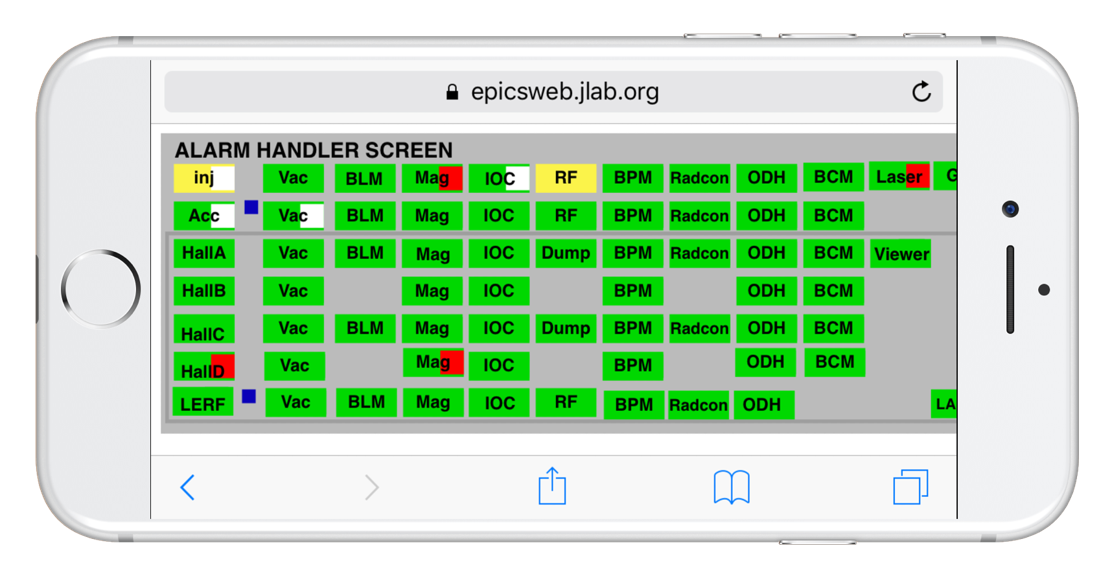 epicsweb.jlab.org
ALARM HANDLER SCREEN
inj Vac BLM Mag IOC RF BPM Radcon ODH BCM Laser G
Acc Vac BLM Mag IOC RF BPM Radcon ODH BCM
HallA Vac BLM Mag IOC Dump BPM Radcon ODH BCM Viewer
HallB Vac Mag IOC BPM ODH BCM
HallC Vac BLM Mag IOC Dump BPM Radcon ODH BCM
HallD Vac Mag IOC BPM ODH BCM
LERF Vac BLM Mag IOC RF BPM Radcon ODH LA